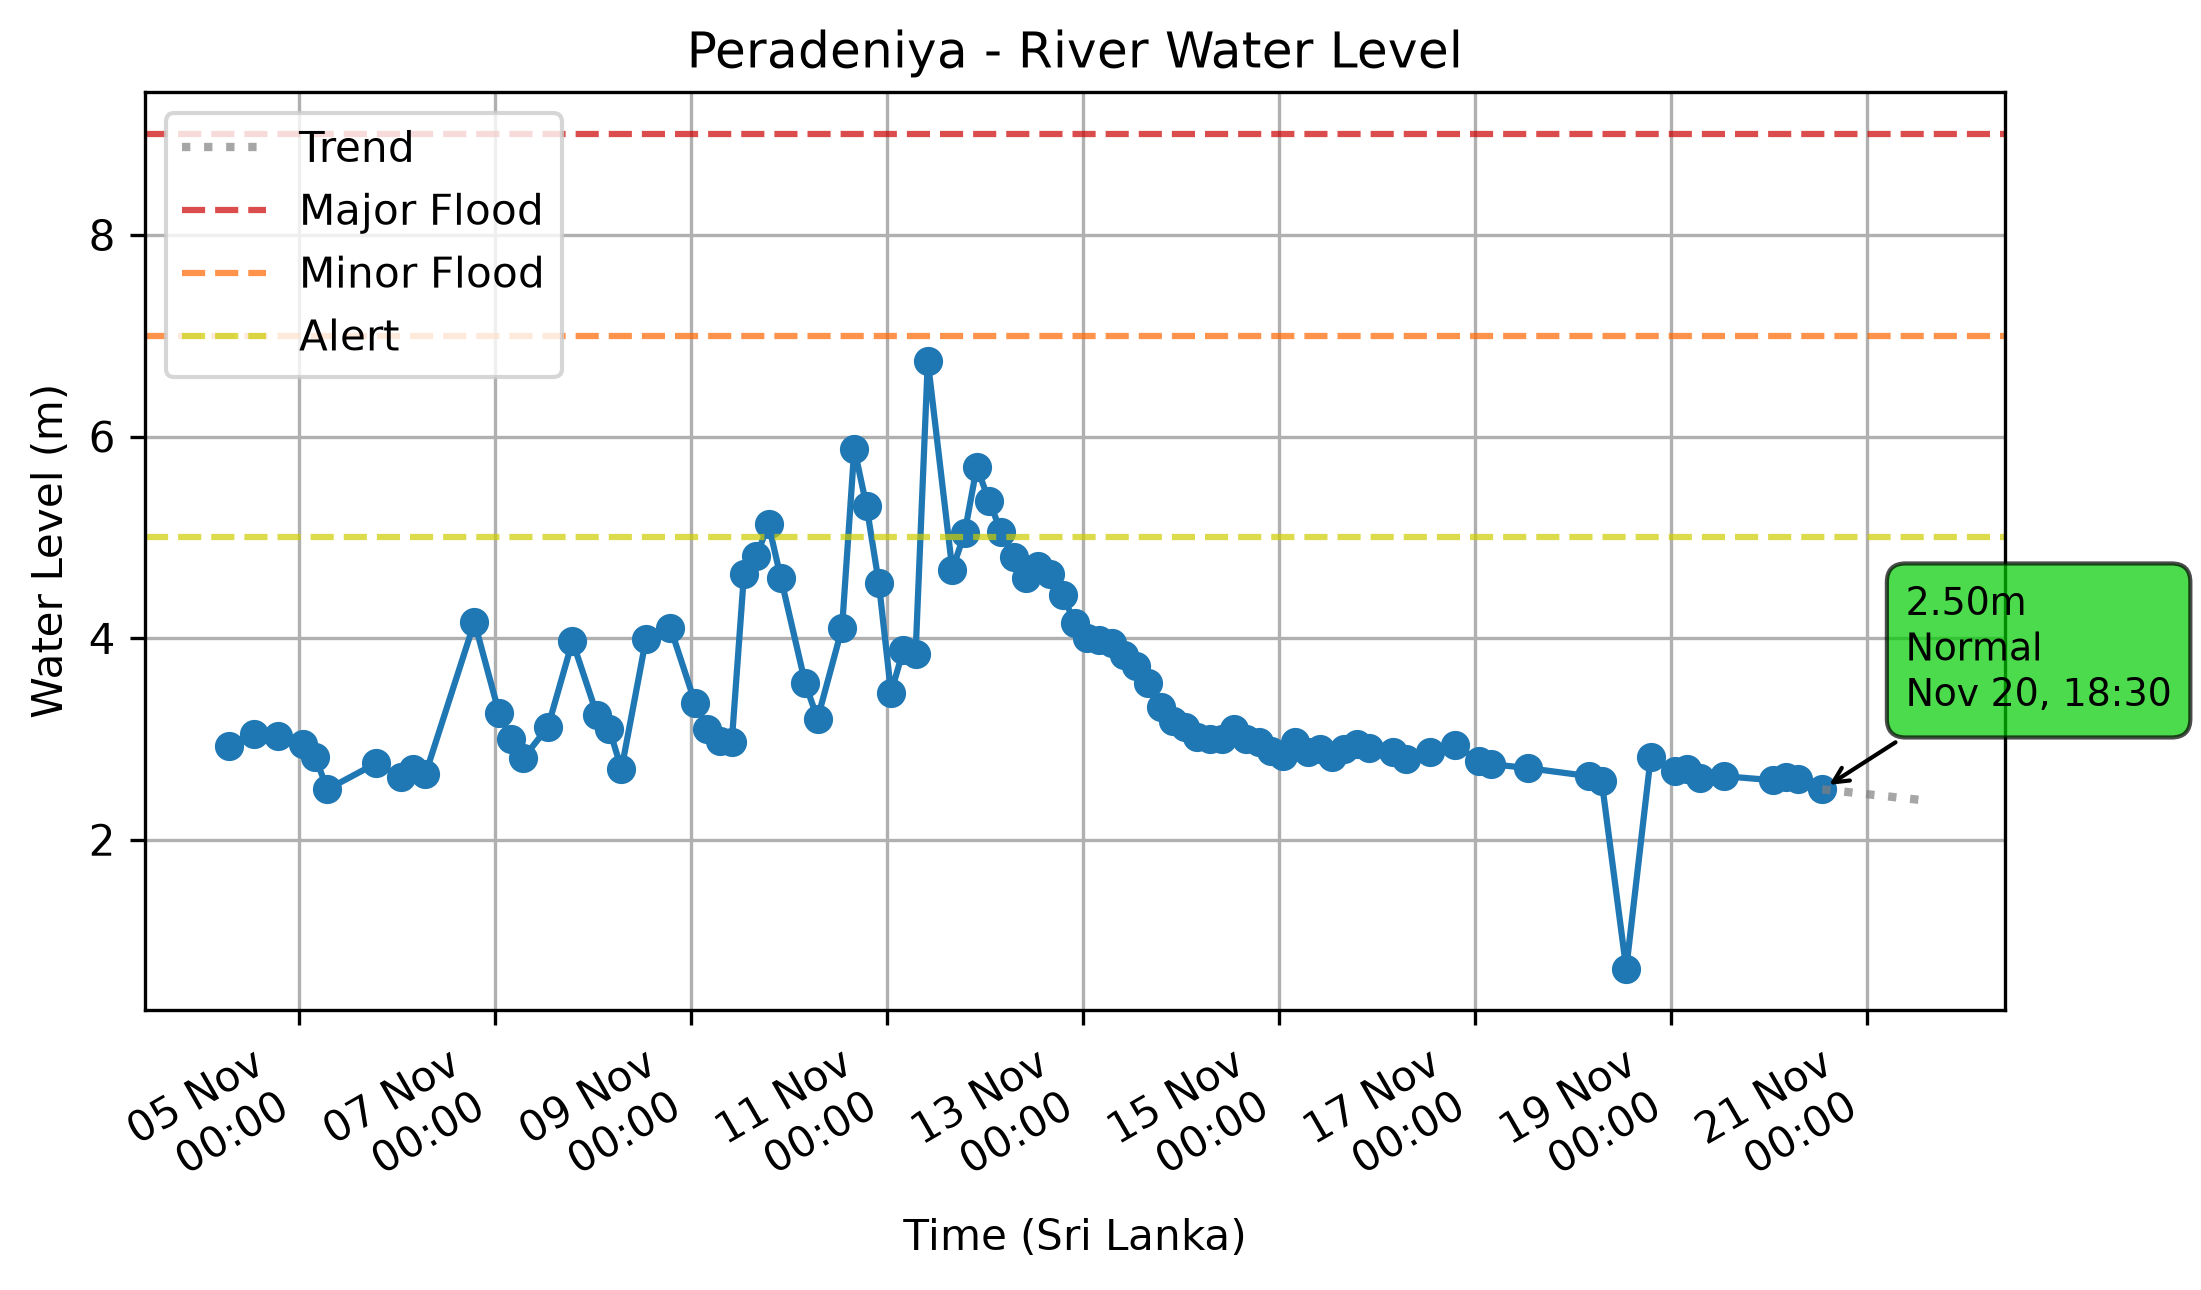 Peradeniya - River Water Level
Trend
Major Flood
Minor Flood
Alert
8
6
4
2
Water Level (m)
2.50m
Normal
Nov 20, 18:30
05 Nov
00:00
07 Nov
00:00
09 Nov
00:00
11 Nov
00:00
13 Nov
00:00
15 Nov
00:00
17 Nov
00:00
19 Nov
00:00
21 Nov
00:00
Time (Sri Lanka)